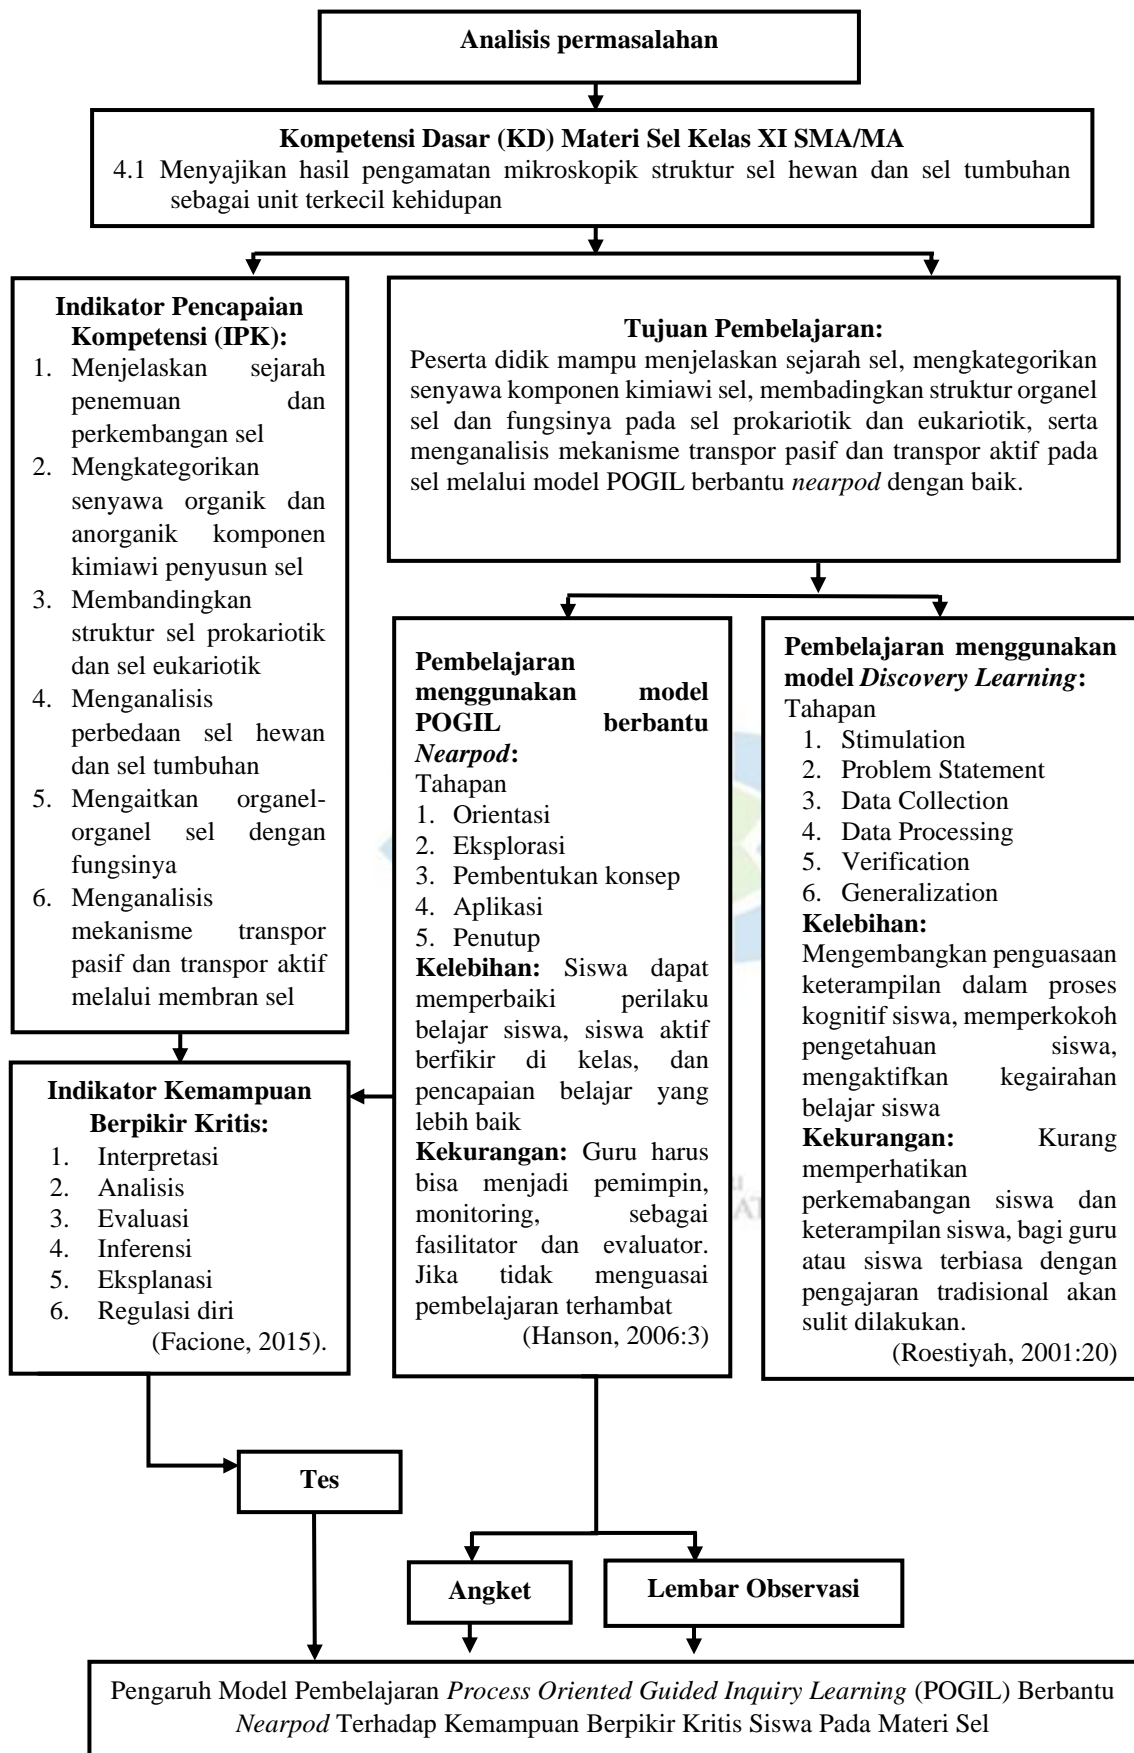 Analisis permasalahan
Kompetensi Dasar (KD) Materi Sel Kelas XI SMA/MA
4.1 Menyajikan hasil pengamatan mikroskopik struktur sel hewan dan sel tumbuhan
sebagai unit terkecil kehidupan
Indikator Pencapaian
Kompetensi (IPK):
1. Menjelaskan sejarah
penemuan dan
perkembangan sel
2. Mengkategorikan
senyawa organik dan
anorganik komponen
kimiawi penyusun sel
3. Membandingkan
struktur sel prokariotik
dan sel eukariotik
4. Menganalisis
perbedaan sel hewan
dan sel tumbuhan
5. Mengaitkan organel-
organel sel dengan
fungsinya
6. Menganalisis
mekanisme transpor
pasif dan transpor aktif
melalui membran sel
Tujuan Pembelajaran:
Peserta didik mampu menjelaskan sejarah sel, mengkategorikan
senyawa komponen kimiawi sel, membadingkan struktur organel
sel dan fungsinya pada sel prokariotik dan eukariotik, serta
menganalisis mekanisme transpor pasif dan transpor aktif pada
sel melalui model POGIL berbantu nearpod dengan baik.
Pembelajaran
menggunakan model
POGIL berbantu
Nearpod:
Tahapan
1. Orientasi
2. Eksplorasi
3. Pembentukan konsep
4. Aplikasi
5. Penutup
Kelebihan: Siswa dapat
memperbaiki perilaku
belajar siswa, siswa aktif
berfikir di kelas, dan
pencapaian belajar yang
lebih baik
Kekurangan: Guru harus
bisa menjadi pemimpin,
monitoring, sebagai
fasilitator dan evaluator.
Jika tidak menguasai
pembelajaran terhambat
(Hanson, 2006:3)
Pembelajaran menggunakan
model Discovery Learning:
Tahapan
1. Stimulation
2. Problem Statement
3. Data Collection
4. Data Processing
5. Verification
6. Generalization
Kelebihan:
Mengembangkan penguasaan
keterampilan dalam proses
kognitif siswa, memperkokoh
pengetahuan siswa,
mengaktifkan kegairahan
belajar siswa
Kekurangan: Kurang
memperhatikan
perkemabangan siswa dan
keterampilan siswa, bagi guru
atau siswa terbiasa dengan
pengajaran tradisional akan
sulit dilakukan.
(Roestiyah, 2001:20)
Indikator Kemampuan
Berpikir Kritis:
1. Interpretasi
2. Analisis
3. Evaluasi
4. Inferensi
5. Eksplanasi
6. Regulasi diri
(Facione, 2015).
Tes
Angket
Lembar Observasi
Pengaruh Model Pembelajaran Process Oriented Guided Inquiry Learning (POGIL) Berbantu
Nearpod Terhadap Kemampuan Berpikir Kritis Siswa Pada Materi Sel